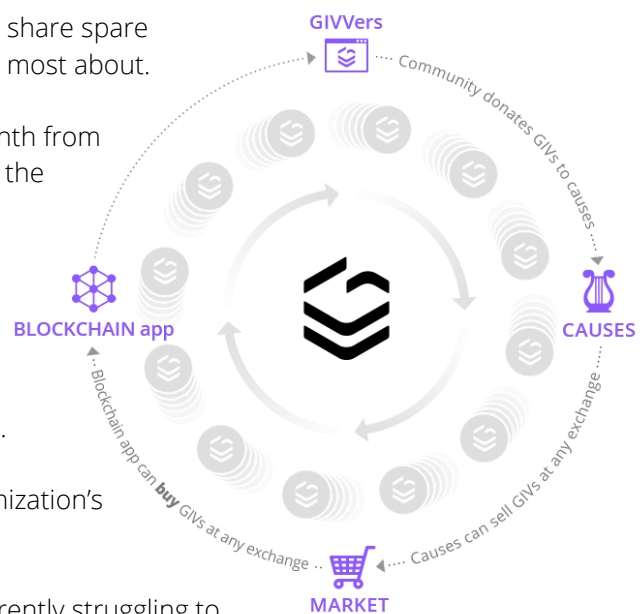 share spare
most about.
nth from
the
.
nization's
rently struggling to
GIVVers
Community donates GIVs to causes
CAUSES
Causes can sell GIVs at any exchange
MARKET
Blockchain app can buy GIVs at any exchange
BLOCKCHAIN app